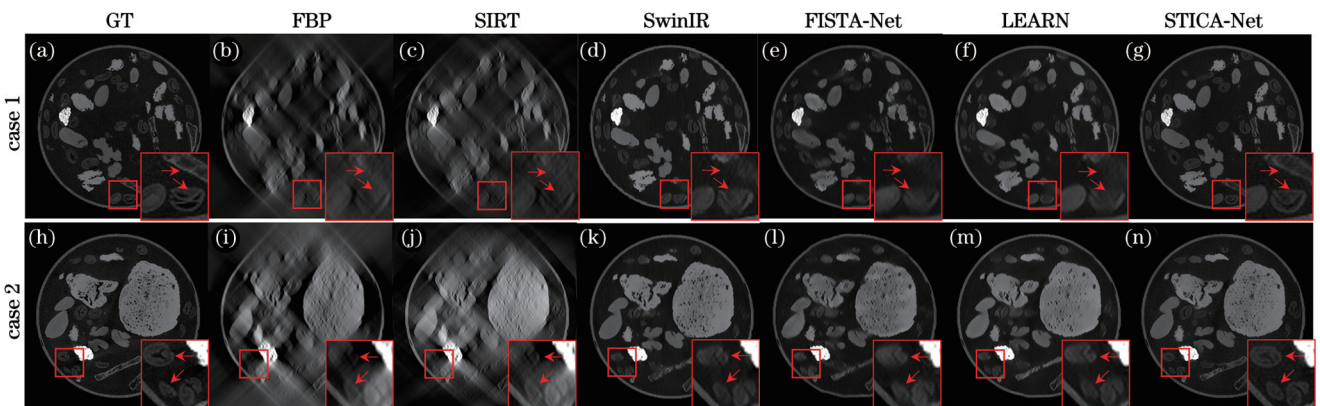 GT FBP SIRT SwinIR FISTA-Net LEARN STICA-Net
case 1
(a) (b) (c) (d) (e) (f) (g)
case 2
(h) (i) (j) (k) (l) (m) (n)